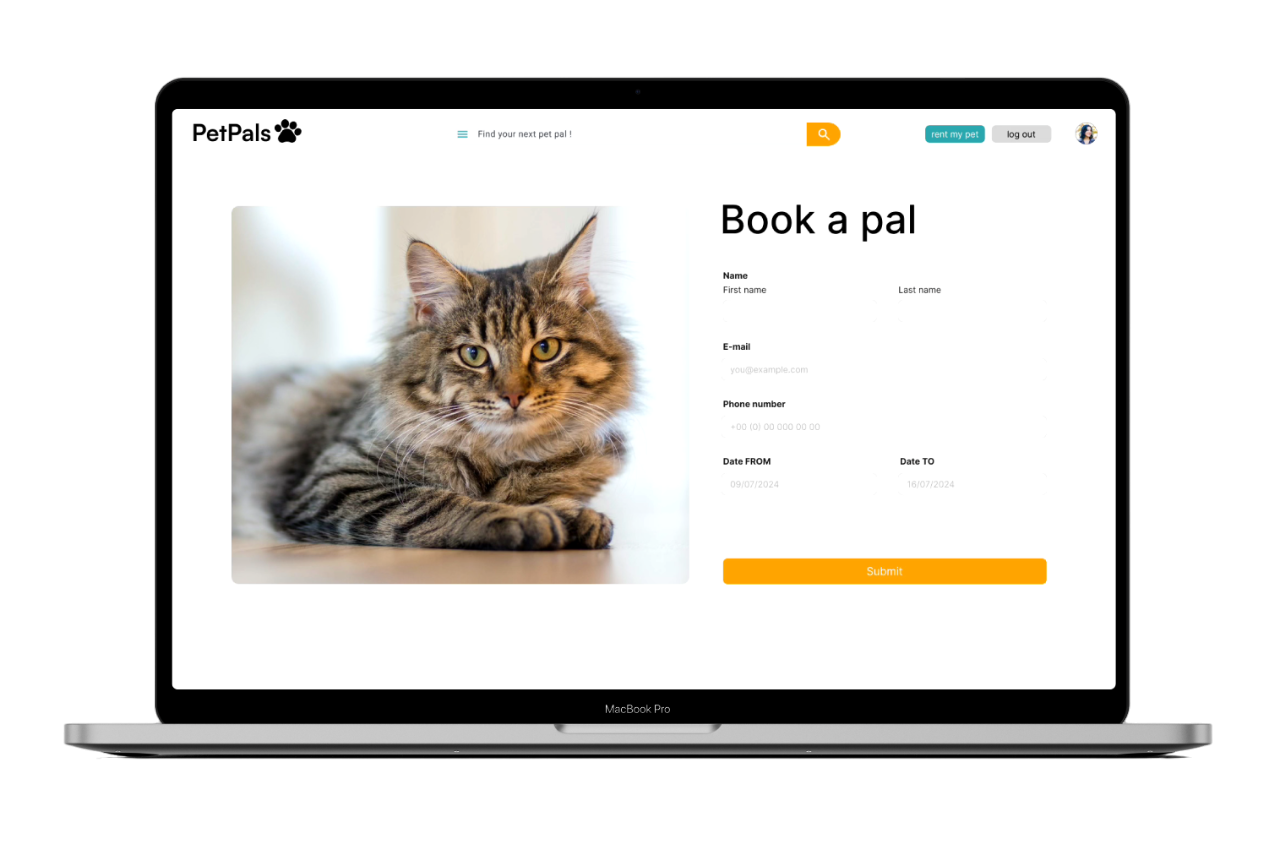 PetPals
Find your next pet pal !
rent my pet
log out
Book a pal
Name
First name
Last name
E-mail
you@example.com
Phone number
+00 (0) 00 000 00 00
Date FROM
Date TO
09/07/2024
16/07/2024
Submit
MacBook Pro